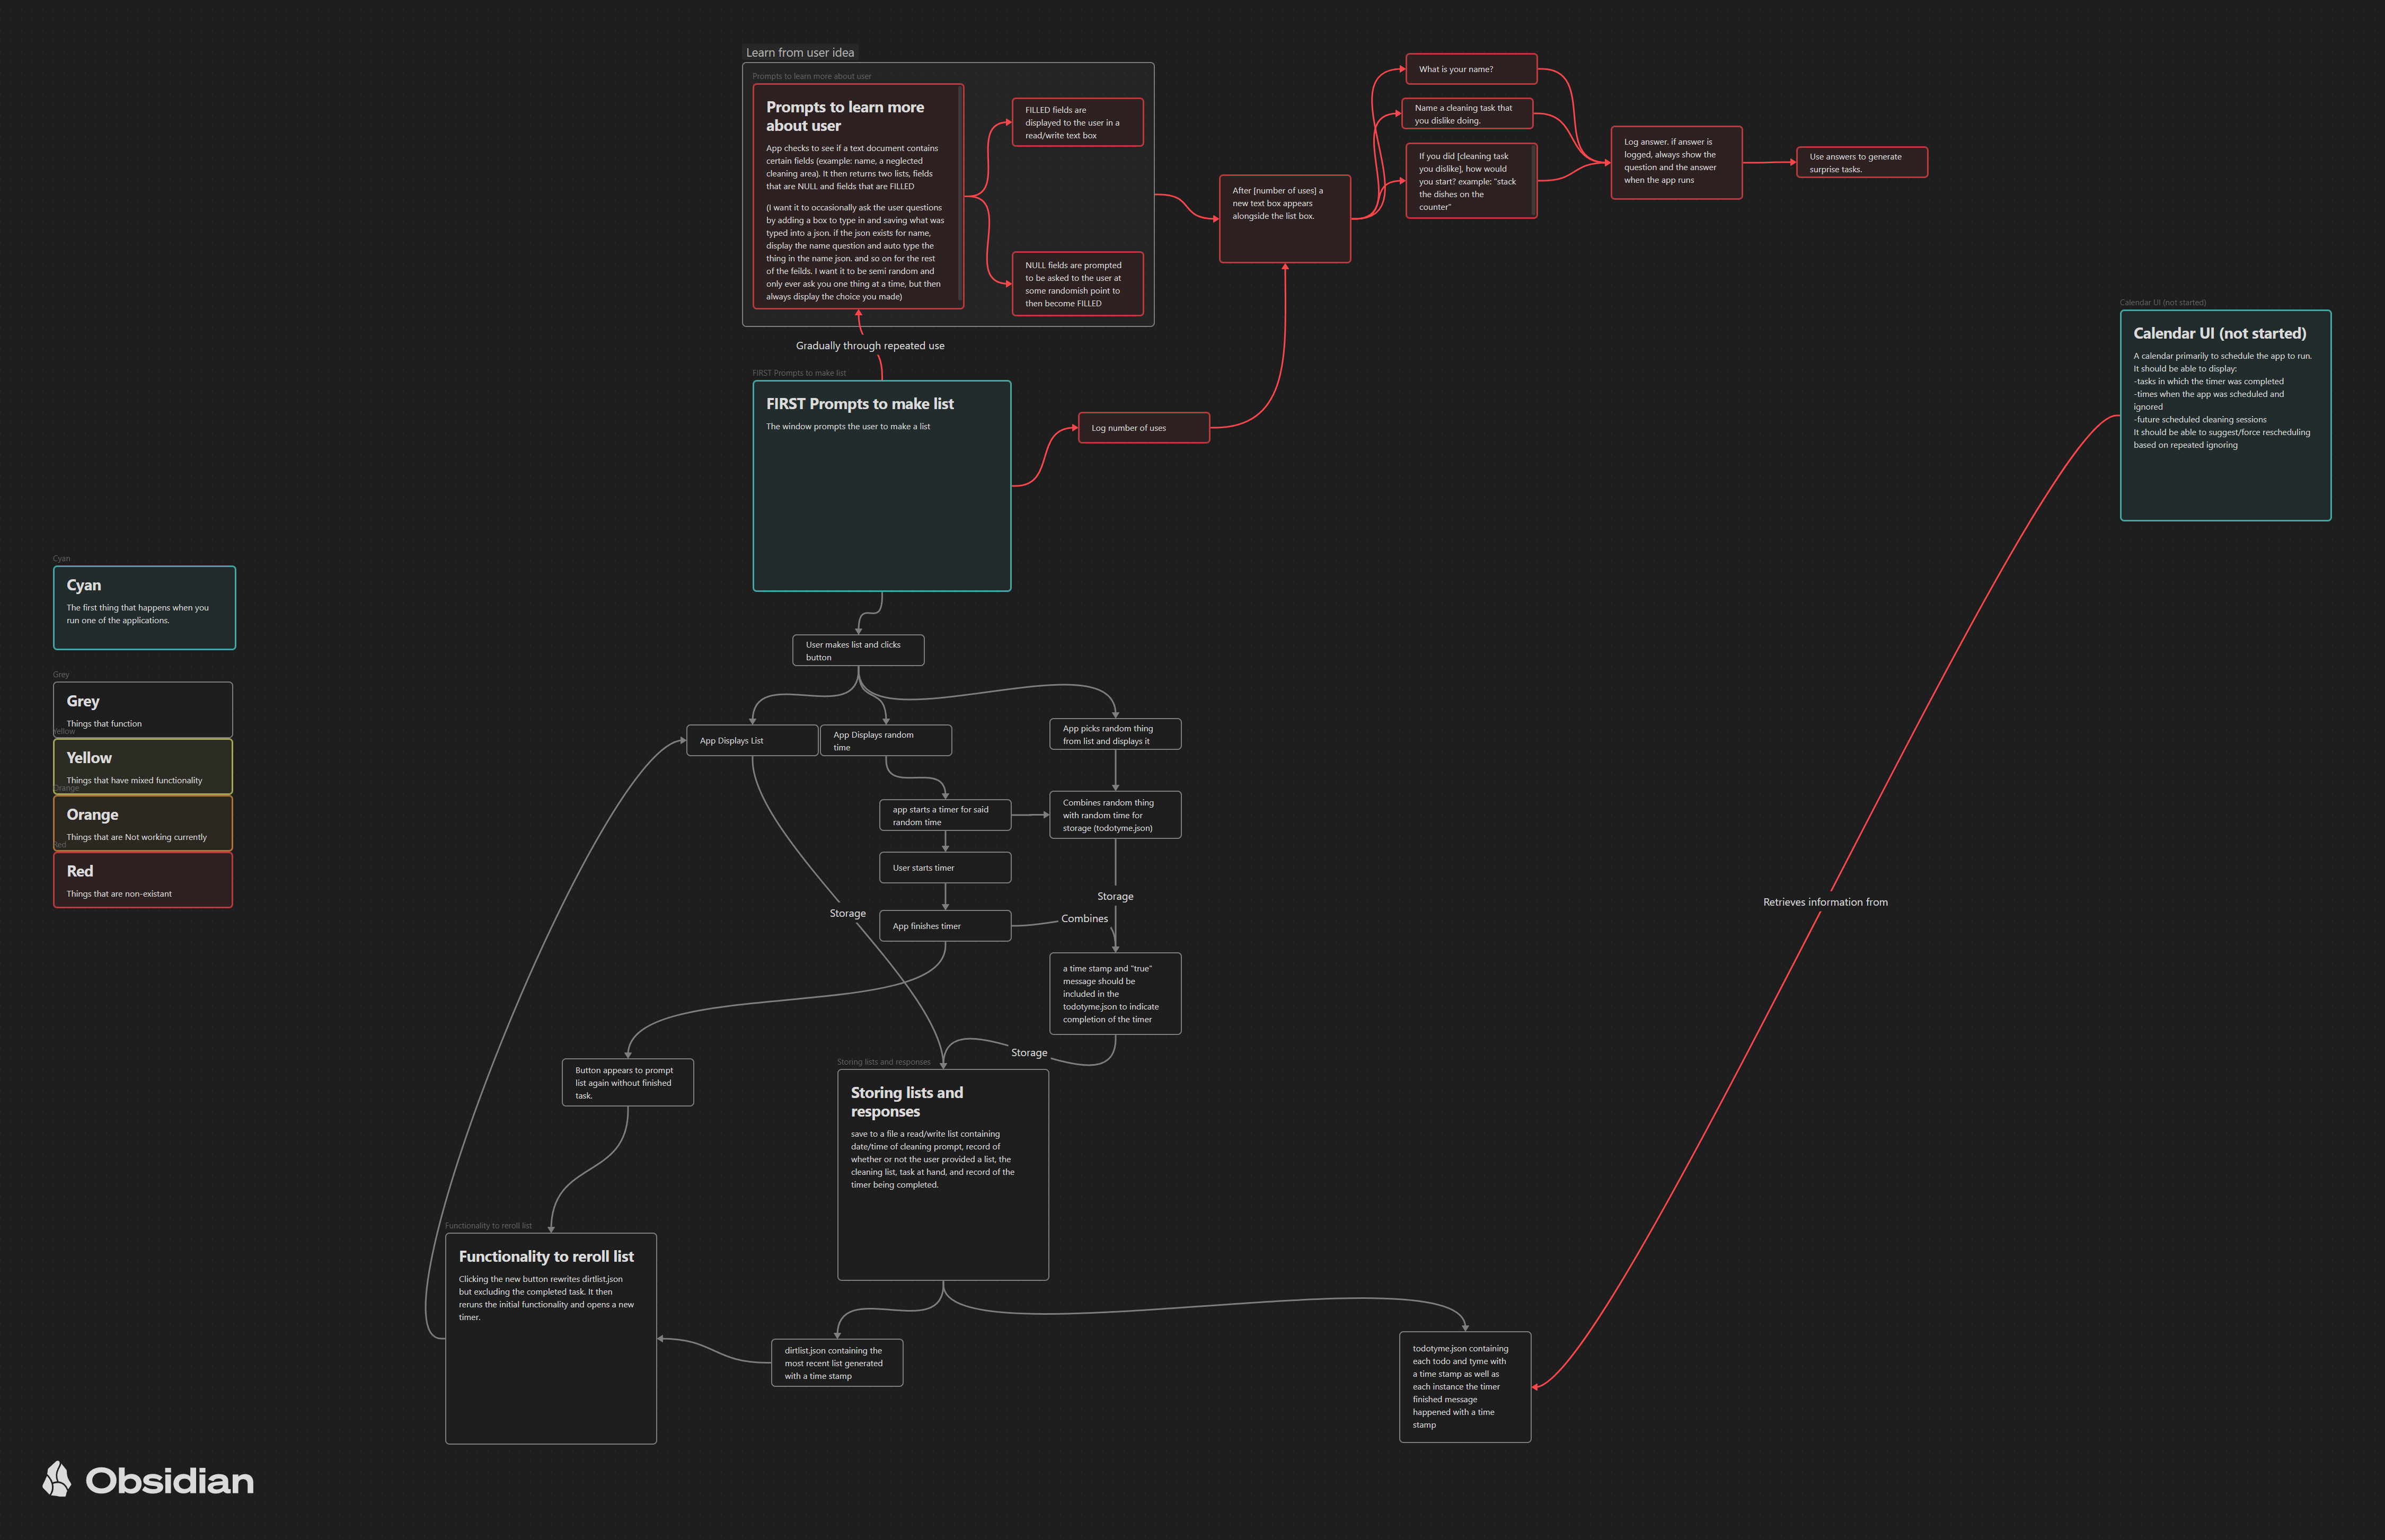 Learn from user idea
Prompts to learn more about user
Prompts to learn more
about user
App checks to see if a text document contains
certain fields (example: name, a neglected
cleaning area). It then returns two lists, fields
that are NULL and fields that are FILLED
(I want it to occasionally ask the user questions
by adding a box to type in and saving what was
typed into a json. if the json exists for name,
display the name question and auto type the
thing in the name json. and so on for the rest
of the feilds. I want it to be semi random and
only ever ask you one thing at a time, but then
always display the choice you made)
FILLED fields are
displayed to the user in a
read/write text box
NULL fields are prompted
to be asked to the user at
some randomish point to
then become FILLED
After [number of uses] a
new text box appears
alongside the list box.
What is your name?
Name a cleaning task that
you dislike doing.
If you did [cleaning task
you dislike], how would
you start? example: "stack
the dishes on the
counter"
Log answer. if answer is
logged, always show the
question and the answer
when the app runs
Use answers to generate
surprise tasks.
Calendar UI (not started)
Calendar UI (not started)
A calendar primarily to schedule the app to run.
It should be able to display:
-tasks in which the timer was completed
-times when the app was scheduled and
ignored
-future scheduled cleaning sessions
It should be able to suggest/force rescheduling
based on repeated ignoring
Gradually through repeated use
FIRST Prompts to make list
FIRST Prompts to make list
The window prompts the user to make a list
Log number of uses
Cyan
Cyan
The first thing that happens when you
run one of the applications.
Grey
Grey
Things that function
Yellow
Yellow
Things that have mixed functionality
Orange
Orange
Things that are Not working currently
Red
Red
Things that are non-existant
User makes list and clicks
button
App Displays List
App Displays random
time
App picks random thing
from list and displays it
app starts a timer for said
random time
Combines random thing
with random time for
storage (todotyme.json)
User starts timer
Storage
Storage
App finishes timer
Combines
Retrieves information from
a time stamp and "true"
message should be
included in the
todotyme.json to indicate
completion of the timer
Storage
Button appears to prompt
list again without finished
task.
Storing lists and responses
Storing lists and
responses
save to a file a read/write list containing
date/time of cleaning prompt, record of
whether or not the user provided a list, the
cleaning list, task at hand, and record of the
timer being completed.
Functionality to reroll list
Functionality to reroll list
Clicking the new button rewrites dirtlist.json
but excluding the completed task. It then
reruns the initial functionality and opens a new
timer.
dirtlist.json containing the
most recent list generated
with a time stamp
todotyme.json containing
each todo and tyme with
a time stamp as well as
each instance the timer
finished message
happened with a time
stamp
Obsidian